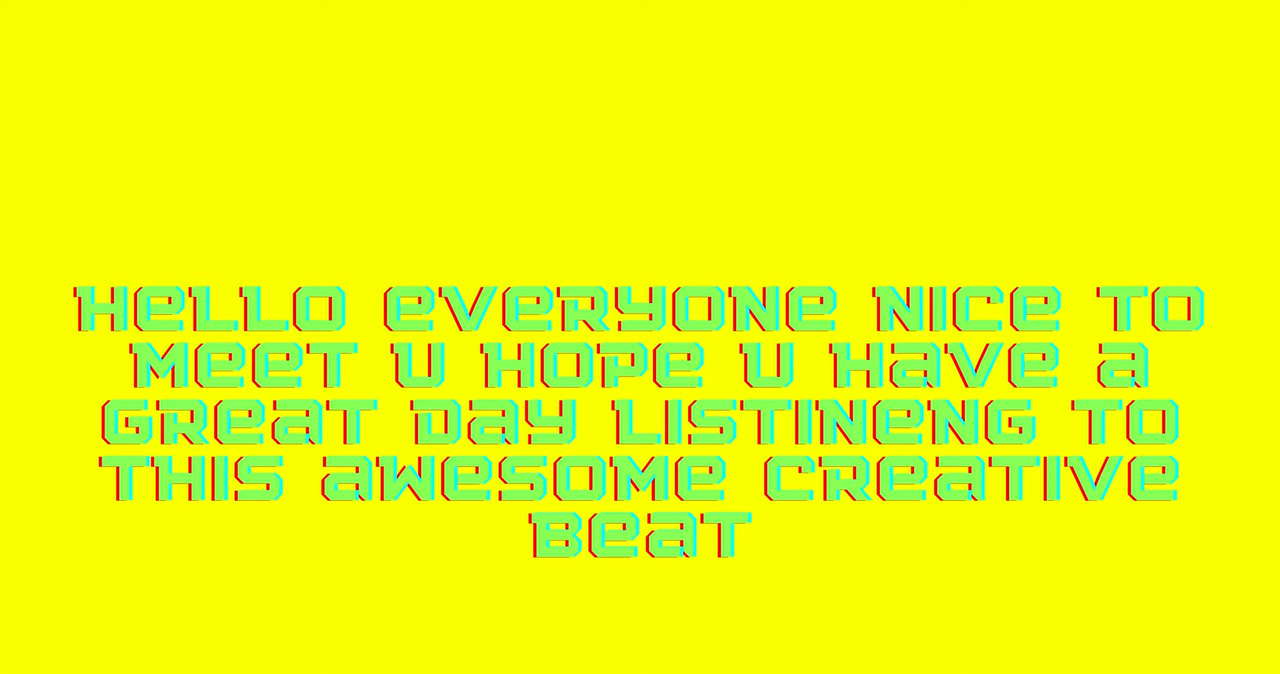 HeLLO eVeRYONe NICe TO
MeeT U HOPe U HaVe a
GReaT DaY LISTINeNG TO
THIS aWeSOMe CReaTIVe
BeaT